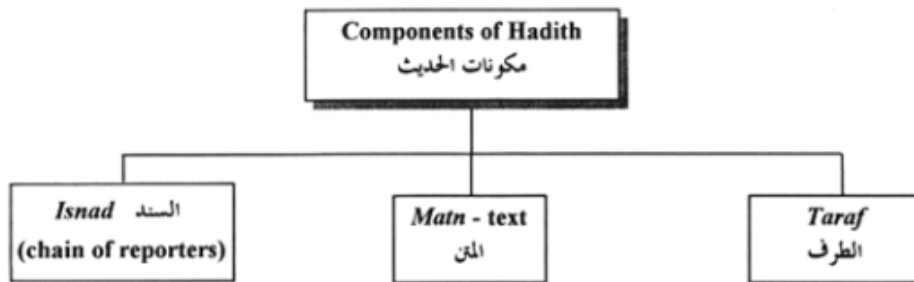 Components of Hadith
مكونات الحديث
Isnad السند
(chain of reporters)
Matn - text
المتن
Taraf
الطرف